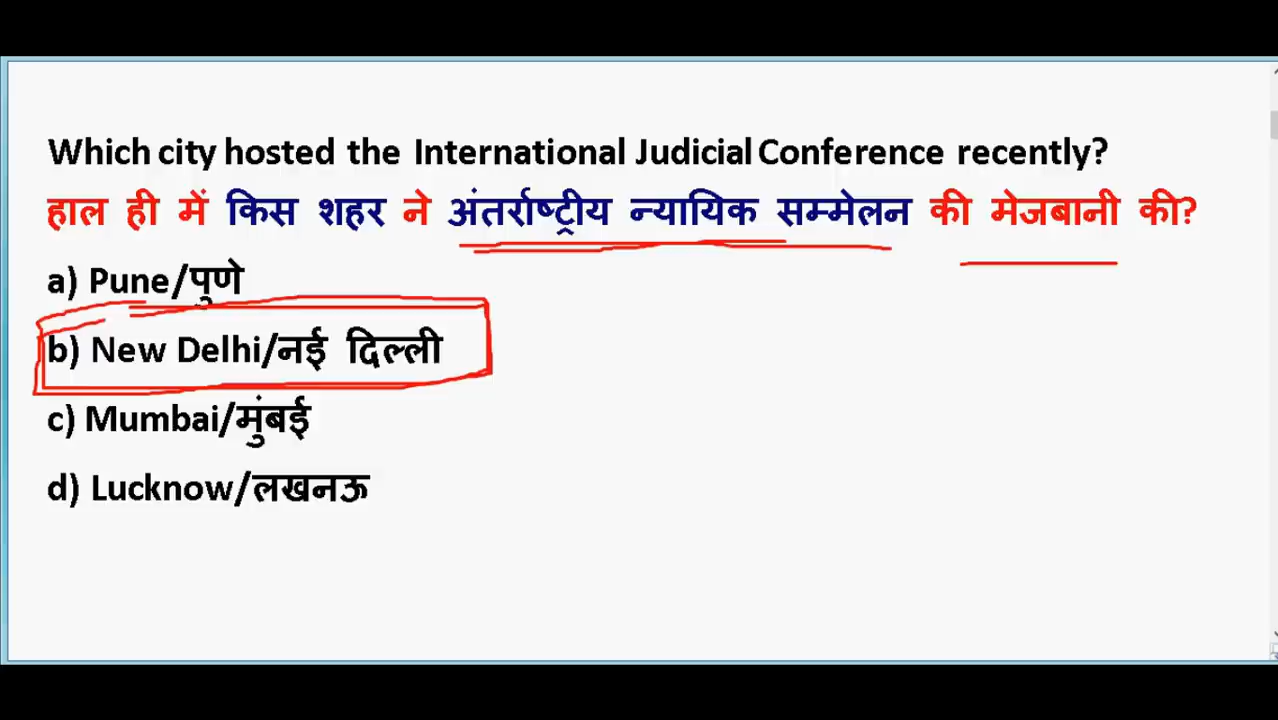 Which city hosted the International Judicial Conference recently?
हाल ही में किस शहर ने अंतर्राष्ट्रीय न्यायिक सम्मेलन की मेजबानी की?
a) Pune/पुणे
b) New Delhi/नई दिल्ली
c) Mumbai/मुंबई
d) Lucknow/लखनऊ